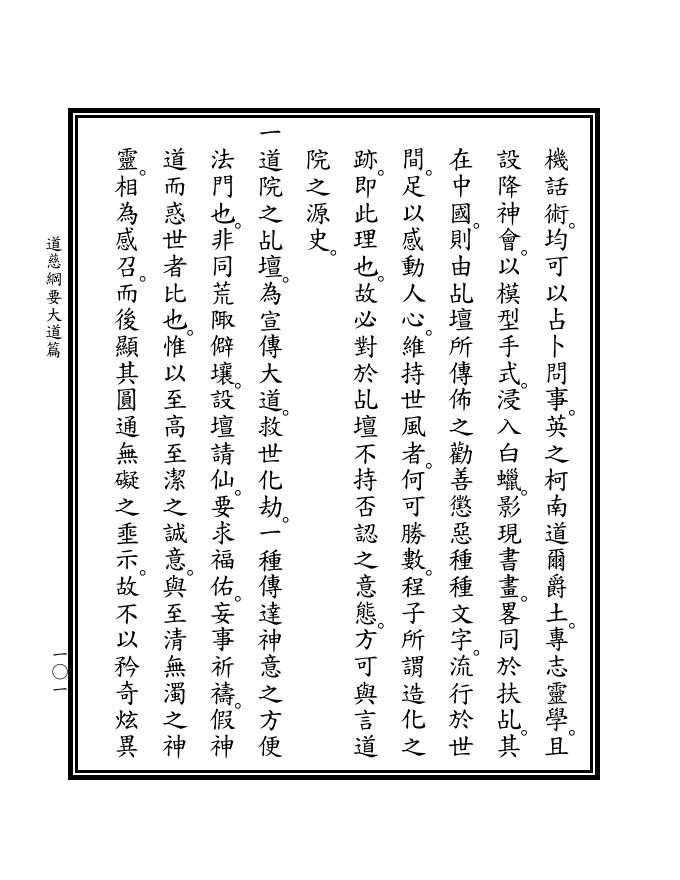 機話術。均可以占卜問事。英之柯南道爾爵士。專志靈學。且
設降神會。以模型手式。浸入白蠟。影現書畫。畧同於扶乩。其
在中國。則由乩壇所傳佈之勸善懲惡種種文字。流行於世
間。足以感動人心。維持世風者。何可勝數。程子所謂造化之
跡。即此理也。故必對於乩壇不持否認之意態。方可與言道
院之源史。
一道院之乩壇。為宣傳大道。救世化劫。一種傳達神意之方便
法門也。非同荒陬僻壤。設壇請仙。要求福佑。妄事祈禱。假神
道而惑世者比也。惟以至高至潔之誠意。與至清無濁之神
靈。相為感召。而後顯其圓通無礙之垂示。故不以矜奇炫異
道慈綱要大道篇
一〇一